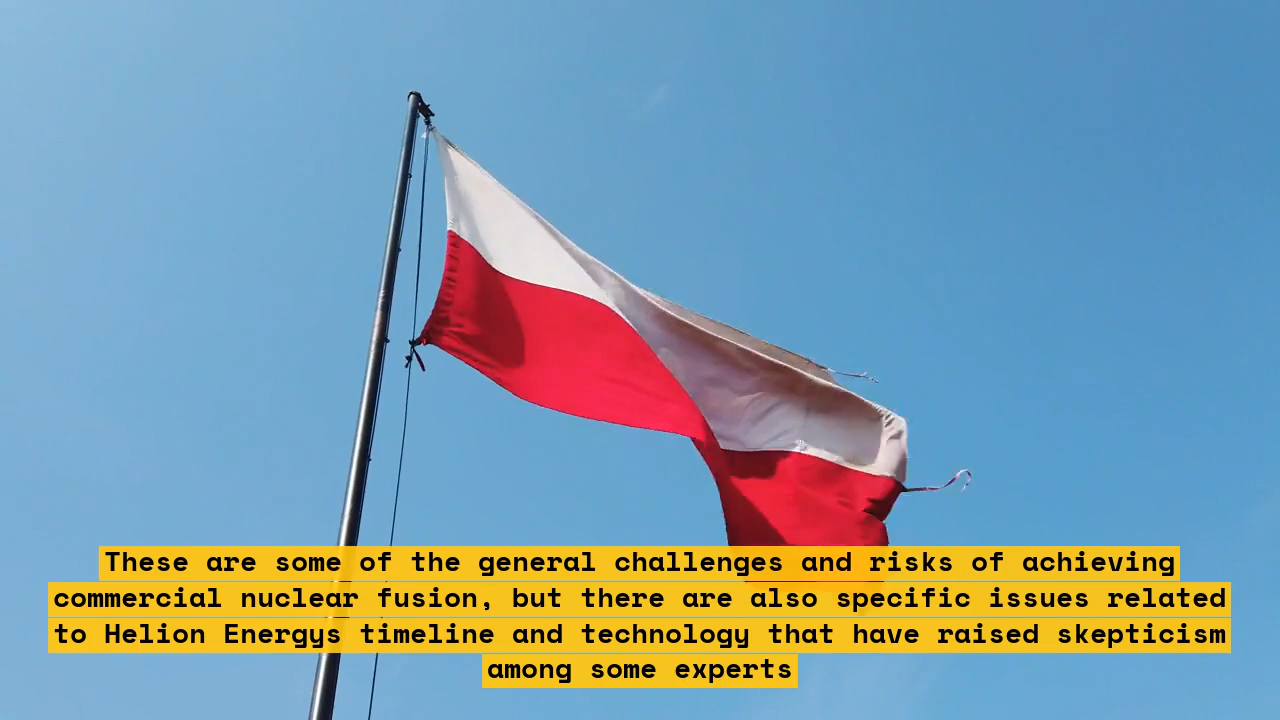 These are some of the general challenges and risks of achieving
commercial nuclear fusion, but there are also specific issues related
to Helion Energys timeline and technology that have raised skepticism
among some experts